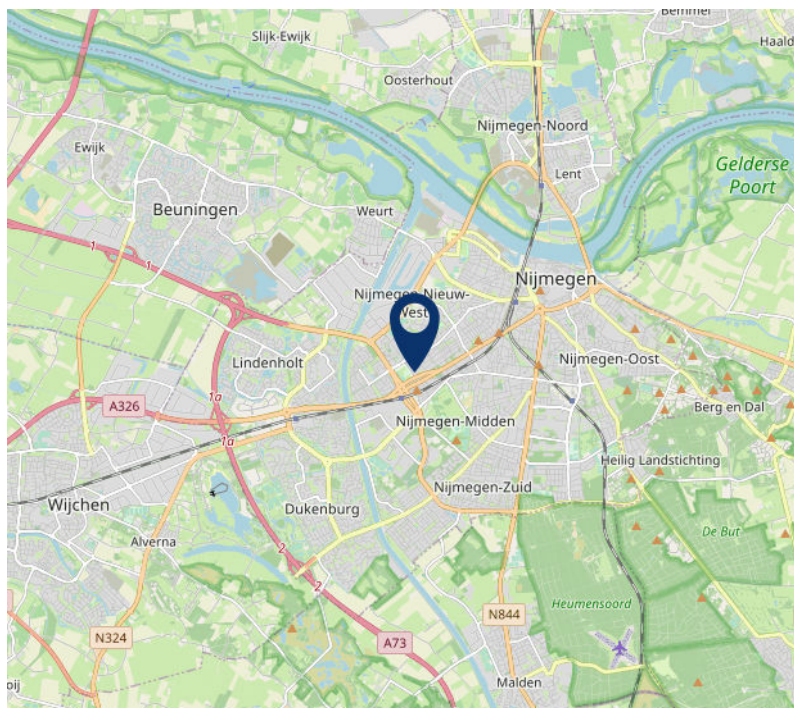 Bemmel
Slijk-Ewijk
Haald
Oosterhout
Nijmegen-Noord
Ewijk
Lent
Gelderse
Poort
Beuningen
Weurt
1
1
Nijmegen
Nijmegen-Nieuw-
West
Lindenholt
Nijmegen-Oost
1a
A326
Berg en Dal
Nijmegen-Midden
1a
Heilig Landstichting
Nijmegen-Zuid
Wijchen
Dukenburg
De But
Alverna
2
2
Heumensoord
N844
N324
A73
Malden
oij